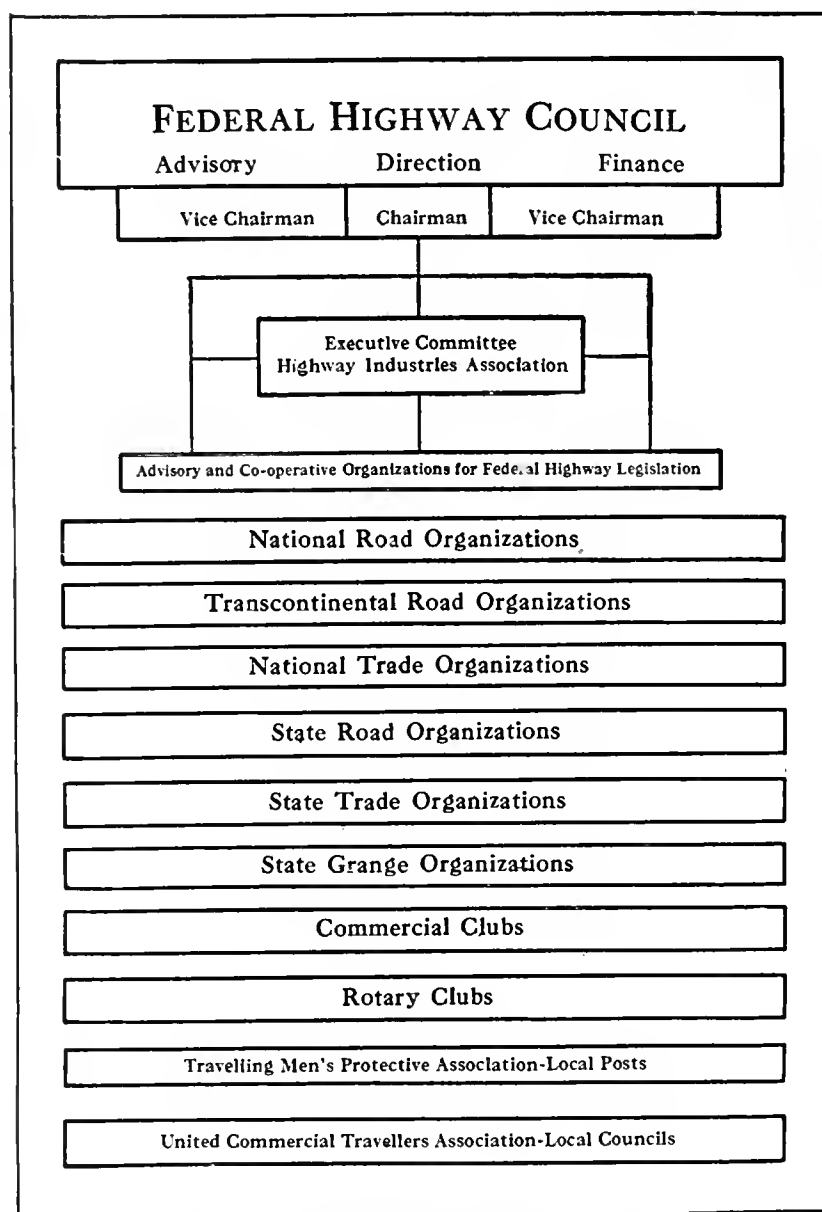 FEDERAL HIGHWAY COUNCIL
Advisory Direction Finance
Vice Chairman Chairman Vice Chairman
Executive Committee
Highway Industries Association
Advisory and Co-operative Organizations for Federal Highway Legislation
National Road Organizations
Transcontinental Road Organizations
National Trade Organizations
State Road Organizations
State Trade Organizations
State Grange Organizations
Commercial Clubs
Rotary Clubs
Travelling Men's Protective Association-Local Posts
United Commercial Travellers Association-Local Councils